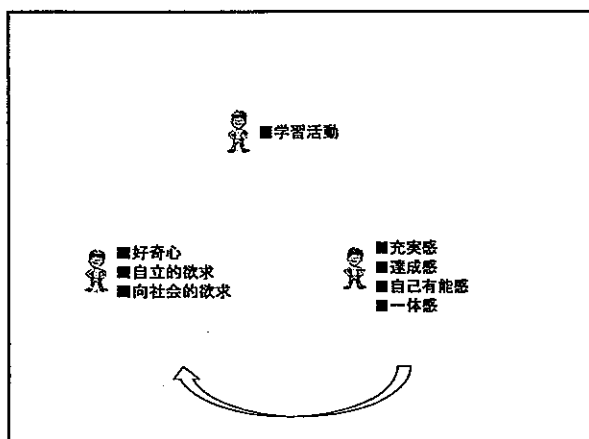 ■学習活動
■好奇心
■自立的欲求
■向社会的欲求
■充実感
■達成感
■自己有能感
■一体感